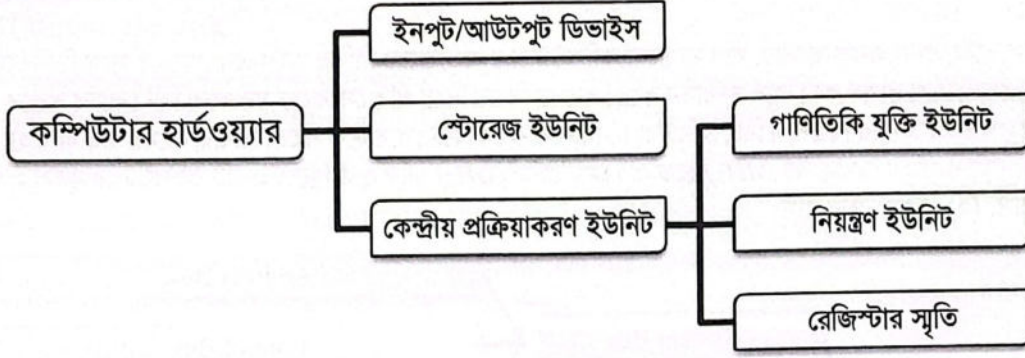 ইনপুট/আউটপুট ডিভাইস
কম্পিউটার হার্ডওয়্যার
স্টোরেজ ইউনিট
গাণিতিক যুক্তি ইউনিট
কেন্দ্রীয় প্রক্রিয়াকরণ ইউনিট
নিয়ন্ত্রণ ইউনিট
রেজিস্টার স্মৃতি